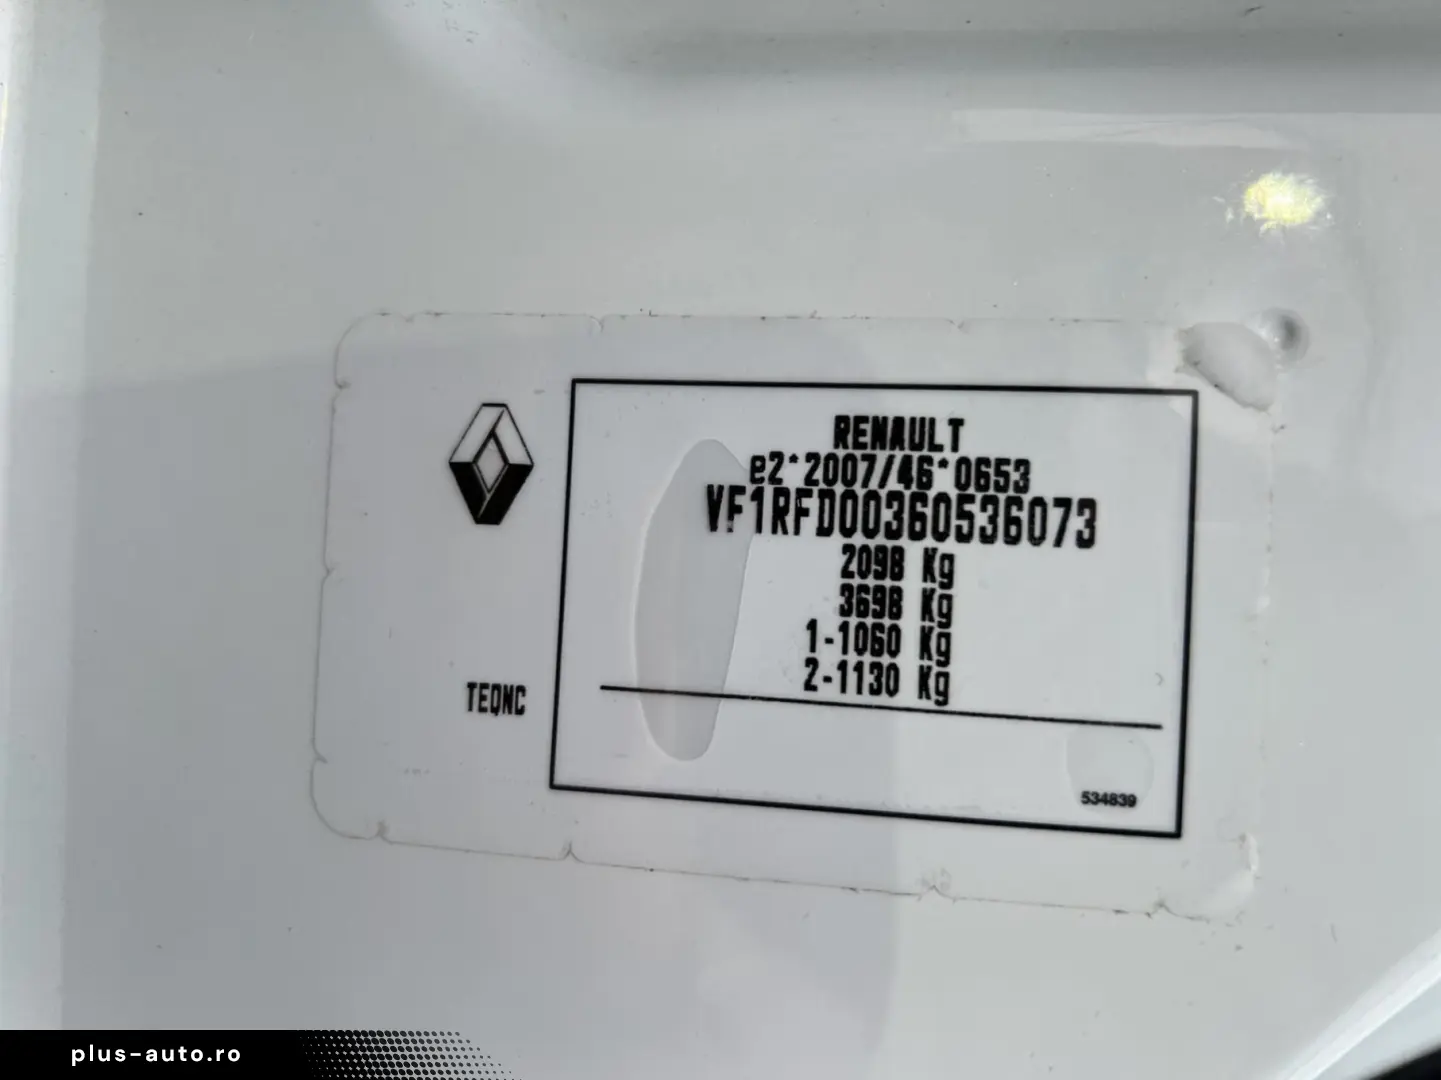 RENAULT
e2*2007/46*0653
VF1RFD00360536073
2098 Kg
3698 Kg
1-1060 Kg
2-1130 Kg
TEQNC
534839
plus-auto.ro